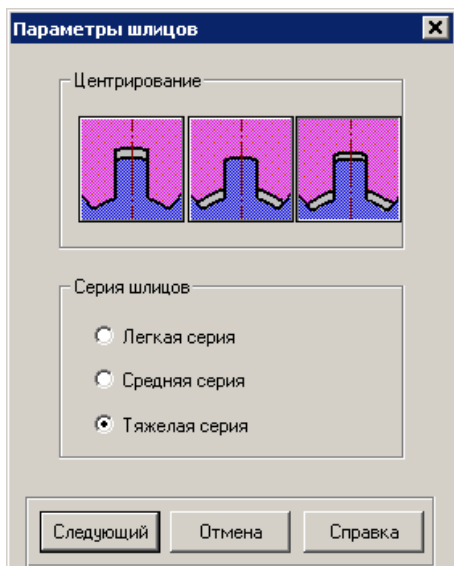 Параметры шлицов
Центрирование
Серия шлицов
Легкая серия
Средняя серия
Тяжелая серия
Следующий Отмена Справка